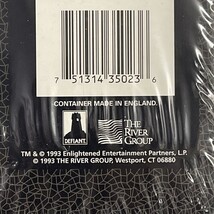 7 51314 35023 6
CONTAINER MADE IN ENGLAND.
DEFIANT
THE
RIVER
GROUP
TM & © 1993 Enlightened Entertainment Partners, L.P.
© 1993 THE RIVER GROUP, Westport, CT 06880